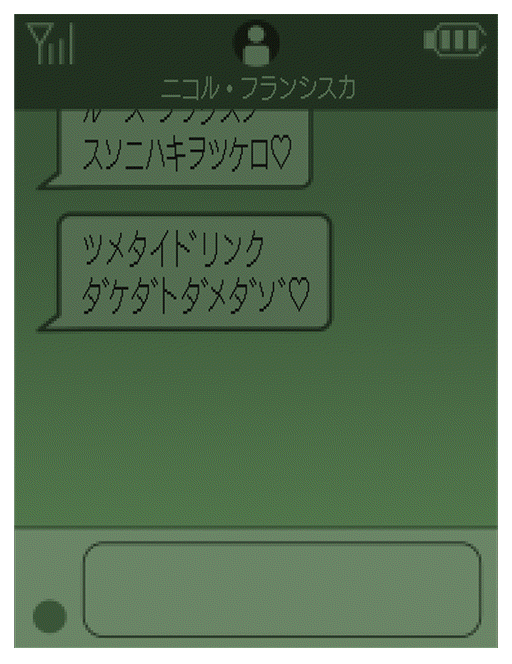 ニコル・フランシスカ
スソニハキヲツケロ♡
ツメタイドリンク
ダケダトダメダゾ♡